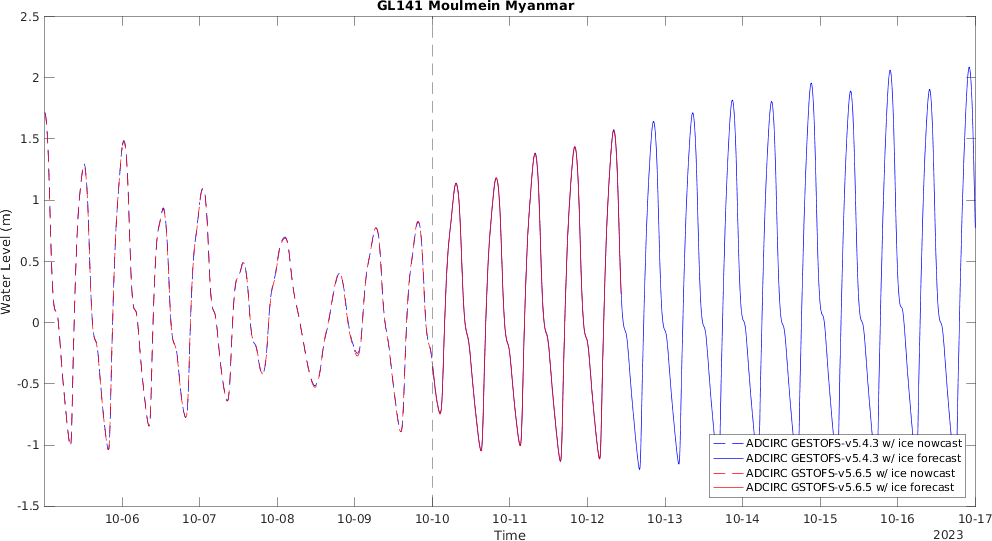 GL141 Moulmein Myanmar
2.5
2
1.5
1
0.5
0
-0.5
-1
-1.5
Water Level (m)
ADCIRC GESTOFS-v5.4.3 w/ ice nowcast
ADCIRC GESTOFS-v5.4.3 w/ ice forecast
ADCIRC GSTOFS-v5.6.5 w/ ice nowcast
ADCIRC GSTOFS-v5.6.5 w/ ice forecast
10-06 10-07 10-08 10-09 10-10 10-11 10-12 10-13 10-14 10-15 10-16 10-17
Time
2023